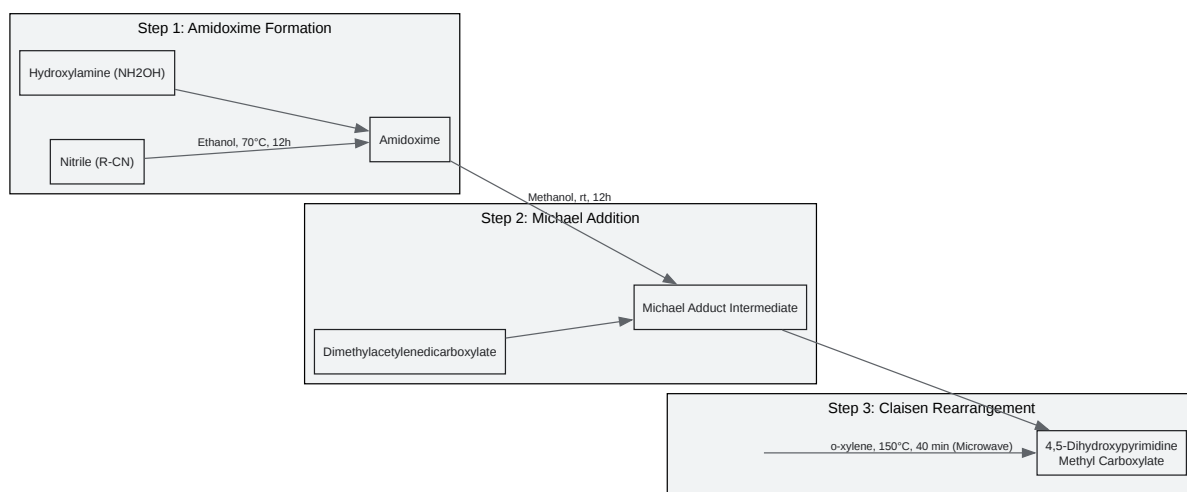 Step 1: Amidoxime Formation
Hydroxylamine (NH2OH)
Ethanol, 70°C, 12h
Amidoxime
Nitrile (R-CN)
Methanol, rt, 12h
Step 2: Michael Addition
Michael Adduct Intermediate
Dimethylacetylenedicarboxylate
Step 3: Claisen Rearrangement
o-xylene, 150°C, 40 min (Microwave)
4,5-Dihydroxypyrimidine
Methyl Carboxylate